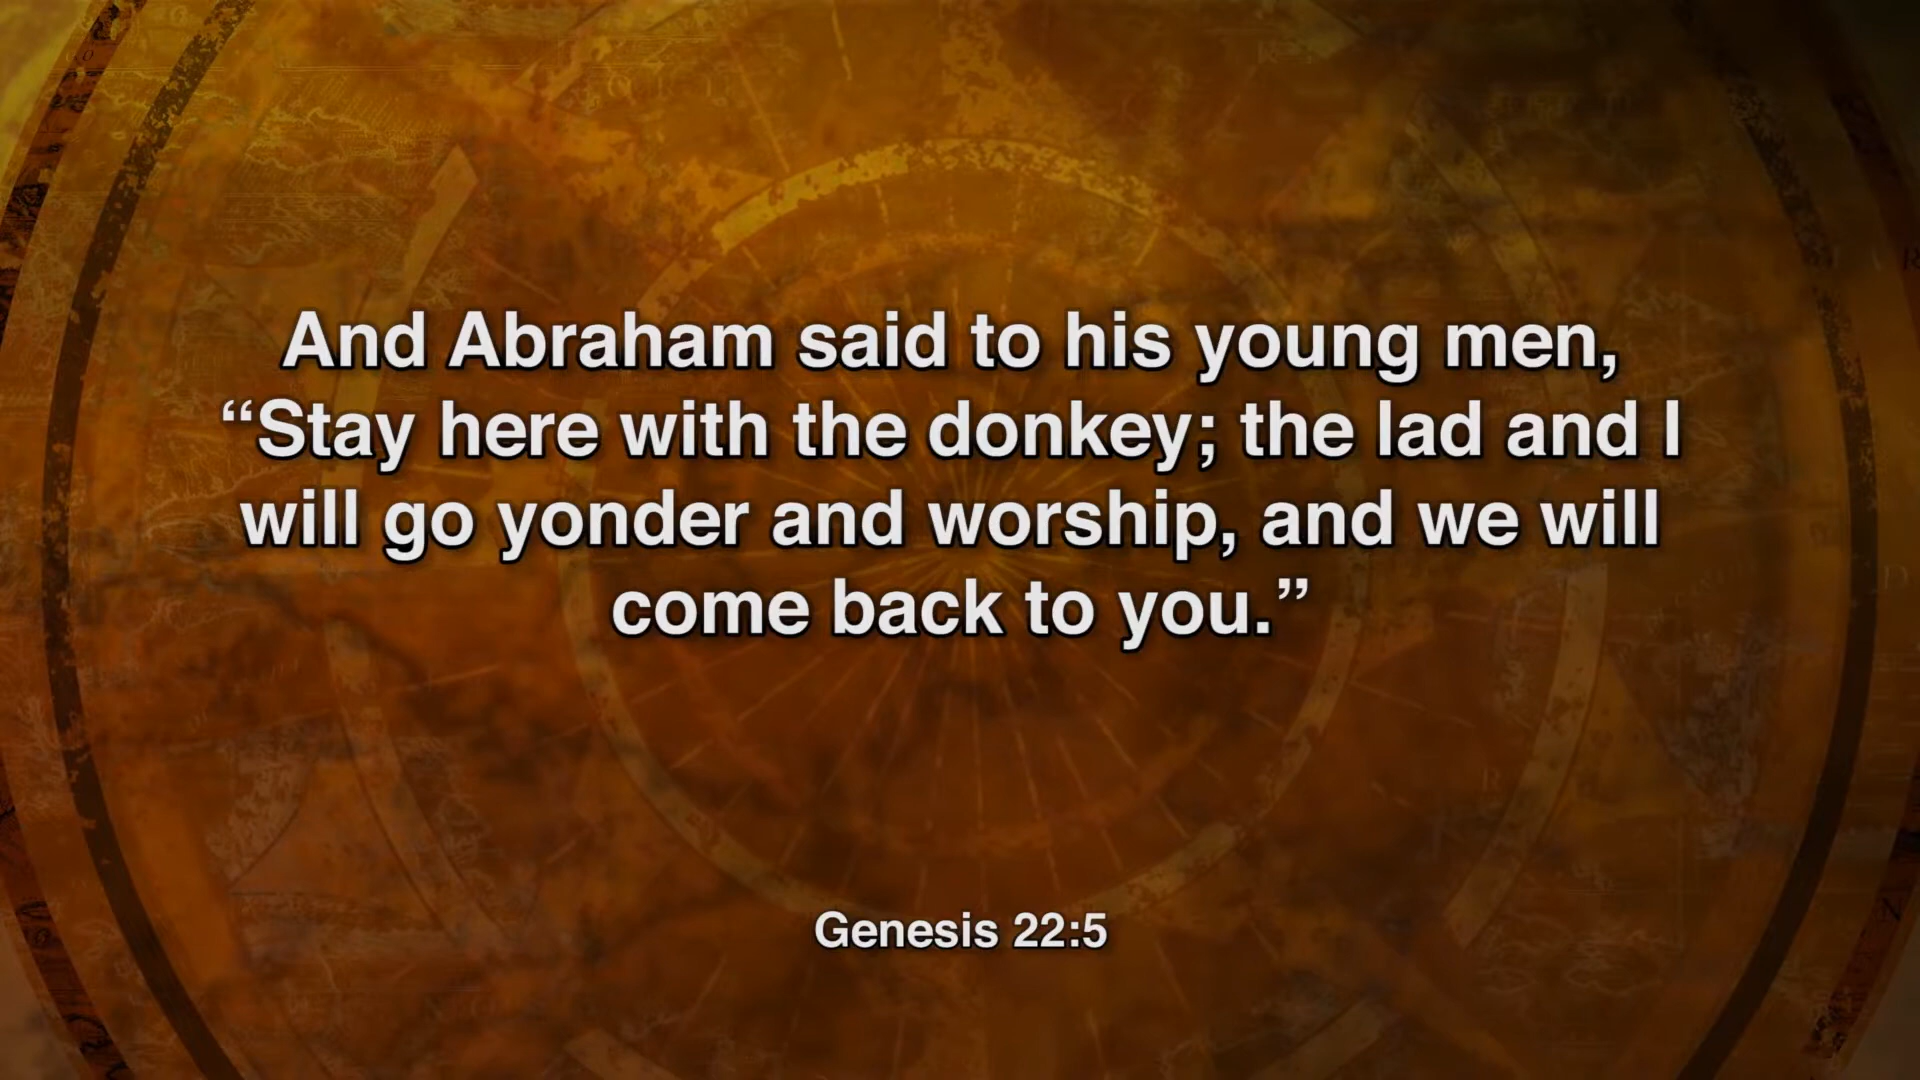 And Abraham said to his young men,
“Stay here with the donkey; the lad and I
will go yonder and worship, and we will
come back to you.”
Genesis 22:5